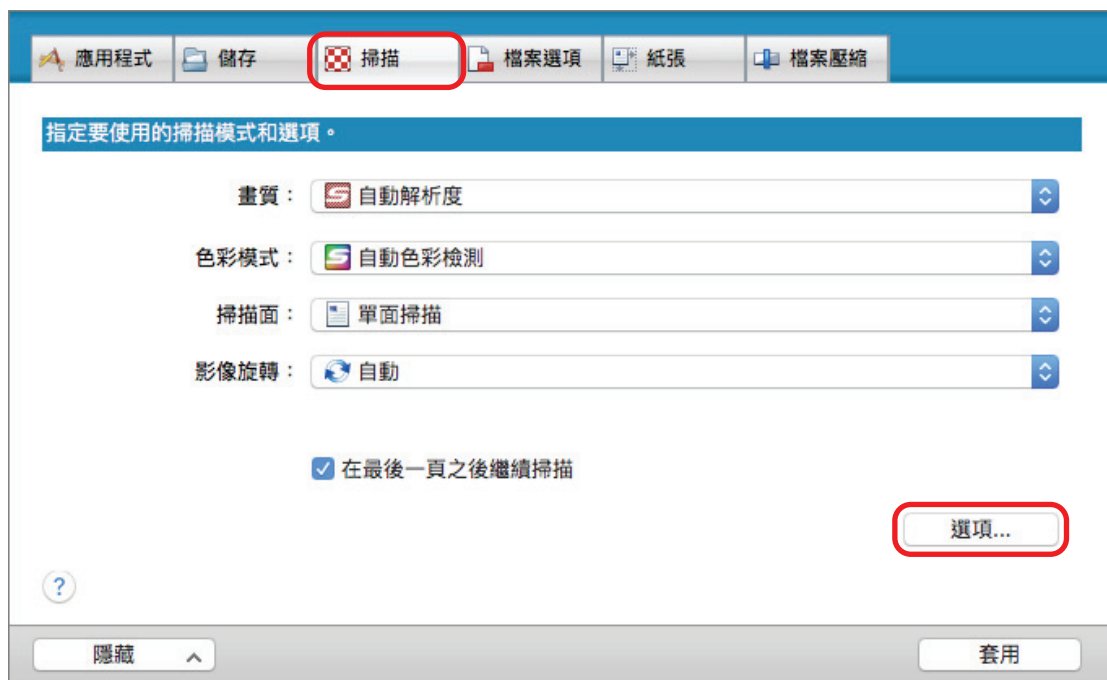 應用程式 儲存 掃描 檔案選項 紙張 檔案壓縮
指定要使用的掃描模式和選項。
畫質： 自動解析度
色彩模式： 自動色彩檢測
掃描面： 單面掃描
影像旋轉： 自動
在最後一頁之後繼續掃描
選項...
?
隱藏 套用